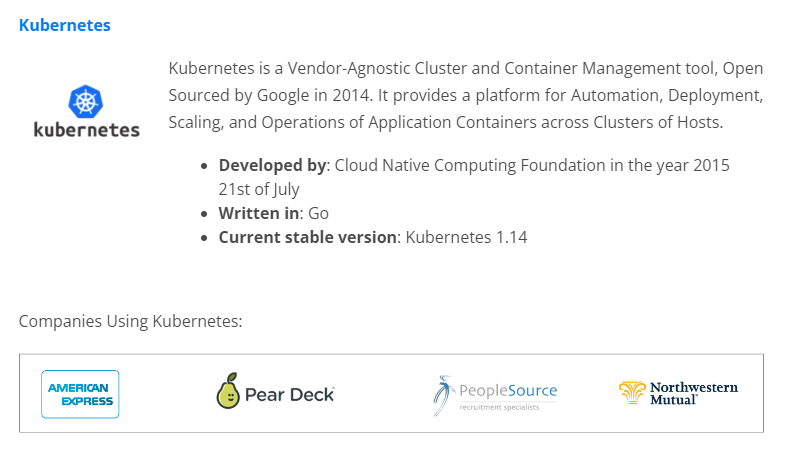 Kubernetes
Kubernetes is a Vendor-Agnostic Cluster and Container Management tool, Open
Sourced by Google in 2014. It provides a platform for Automation, Deployment,
kubernetes
Scaling, and Operations of Application Containers across Clusters of Hosts.
• Developed by: Cloud Native Computing Foundation in the year 2015
21st of July
• Written in: Go
• Current stable version: Kubernetes 1.14
Companies Using Kubernetes:
AMERICAN
EXPRESS
Pear Deck™
PeopleSource
recruitment specialists
Northwestern
Mutual®